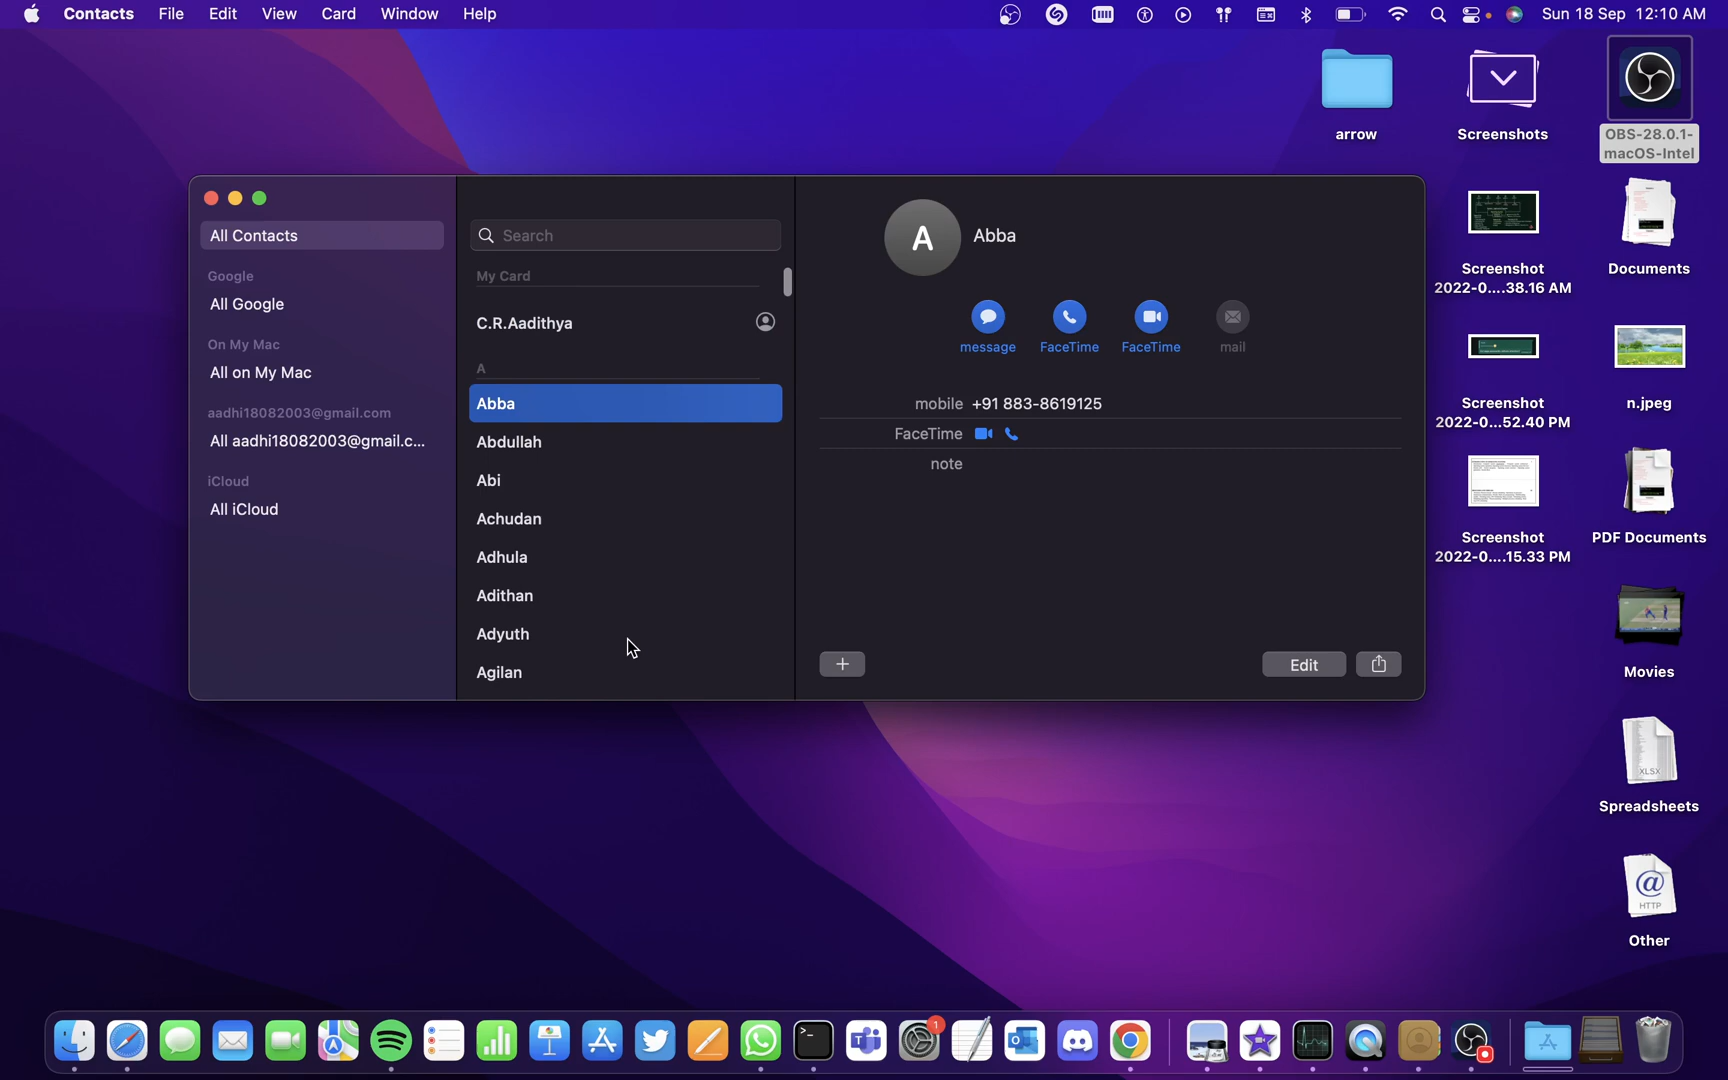 Contacts File Edit View Card Window Help
Sun 18 Sep 12:10 AM
arrow
Screenshots
OBS-28.0.1-
macOS-Intel
Screenshot
2022-0....38.16 AM
Documents
Screenshot
2022-0...52.40 PM
n.jpeg
Screenshot
2022-0....15.33 PM
PDF Documents
Movies
XLSX
Spreadsheets
HTTP
Other
All Contacts
Google
All Google
On My Mac
All on My Mac
aadhi18082003@gmail.com
All aadhi18082003@gmail.c...
iCloud
All iCloud
Search
My Card
C.R.Aadithya
A
Abba
Abdullah
Abi
Achudan
Adhula
Adithan
Adyuth
Agilan
A
Abba
message FaceTime FaceTime mail
mobile +91 883-8619125
FaceTime
note
Edit
1